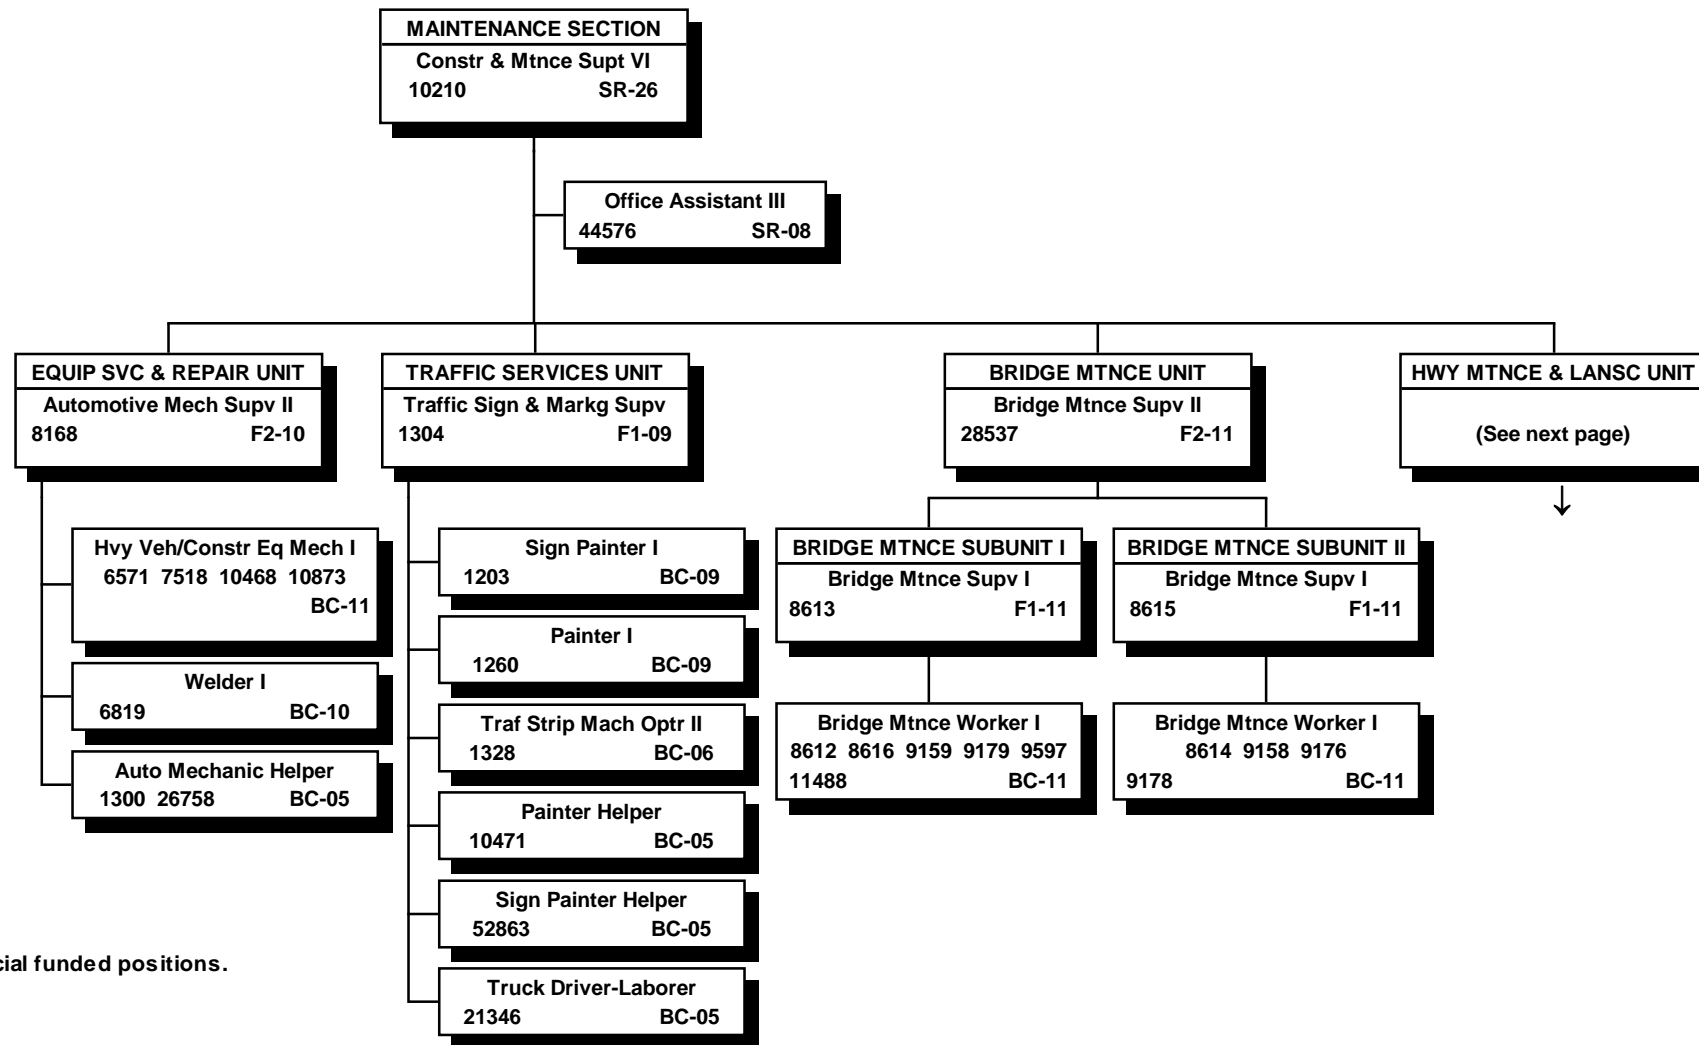 MAINTENANCE SECTION
Constr & Mtnce Supt VI
10210 SR-26
Office Assistant III
44576 SR-08
EQUIP SVC & REPAIR UNIT
Automotive Mech Supv II
8168 F2-10
Hvy Veh/Constr Eq Mech I
6571 7518 10468 10873
BC-11
Welder I
6819 BC-10
Auto Mechanic Helper
1300 26758 BC-05
TRAFFIC SERVICES UNIT
Traffic Sign & Markg Supv
1304 F1-09
Sign Painter I
1203 BC-09
Painter I
1260 BC-09
Traf Strip Mach Optr II
1328 BC-06
Painter Helper
10471 BC-05
Sign Painter Helper
52863 BC-05
Truck Driver-Laborer
21346 BC-05
BRIDGE MTNCE UNIT
Bridge Mtnce Supv II
28537 F2-11
BRIDGE MTNCE SUBUNIT I
Bridge Mtnce Supv I
8613 F1-11
Bridge Mtnce Worker I
8612 8616 9159 9179 9597
11488 BC-11
BRIDGE MTNCE SUBUNIT II
Bridge Mtnce Supv I
8615 F1-11
Bridge Mtnce Worker I
8614 9158 9176
9178 BC-11
HWY MTNCE & LANSC UNIT
(See next page)
cial funded positions.